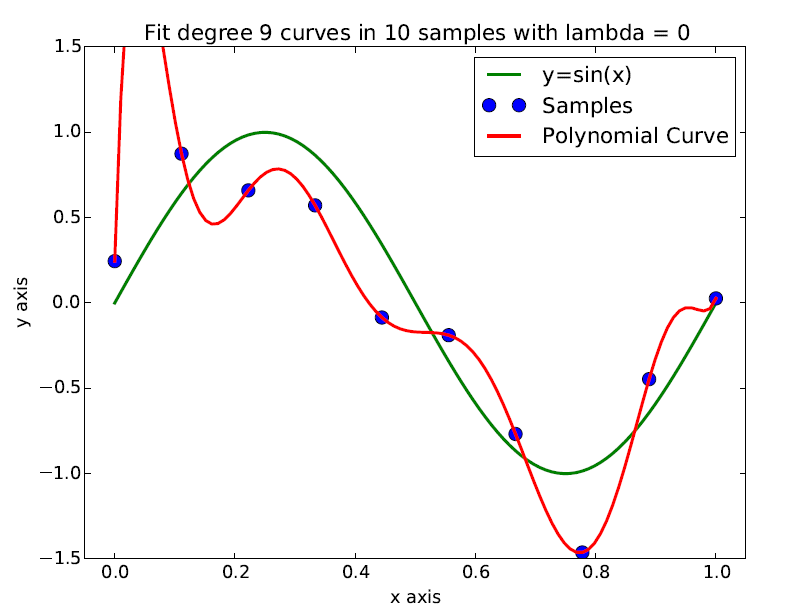 Fit degree 9 curves in 10 samples with lambda = 0
y=sin(x)
Samples
Polynomial Curve
1.5
1.0
0.5
0.0
−0.5
−1.0
−1.5
y axis
0.0 0.2 0.4 0.6 0.8 1.0
x axis